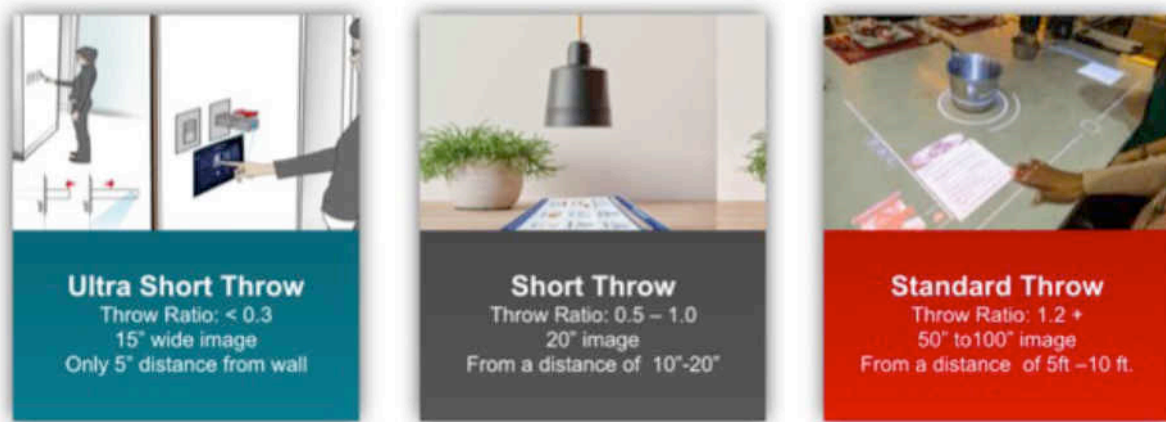 Ultra Short Throw
Throw Ratio: < 0.3
15” wide image
Only 5” distance from wall
Short Throw
Throw Ratio: 0.5 – 1.0
20” image
From a distance of 10”-20”
Standard Throw
Throw Ratio: 1.2 +
50” to100” image
From a distance of 5ft –10 ft.